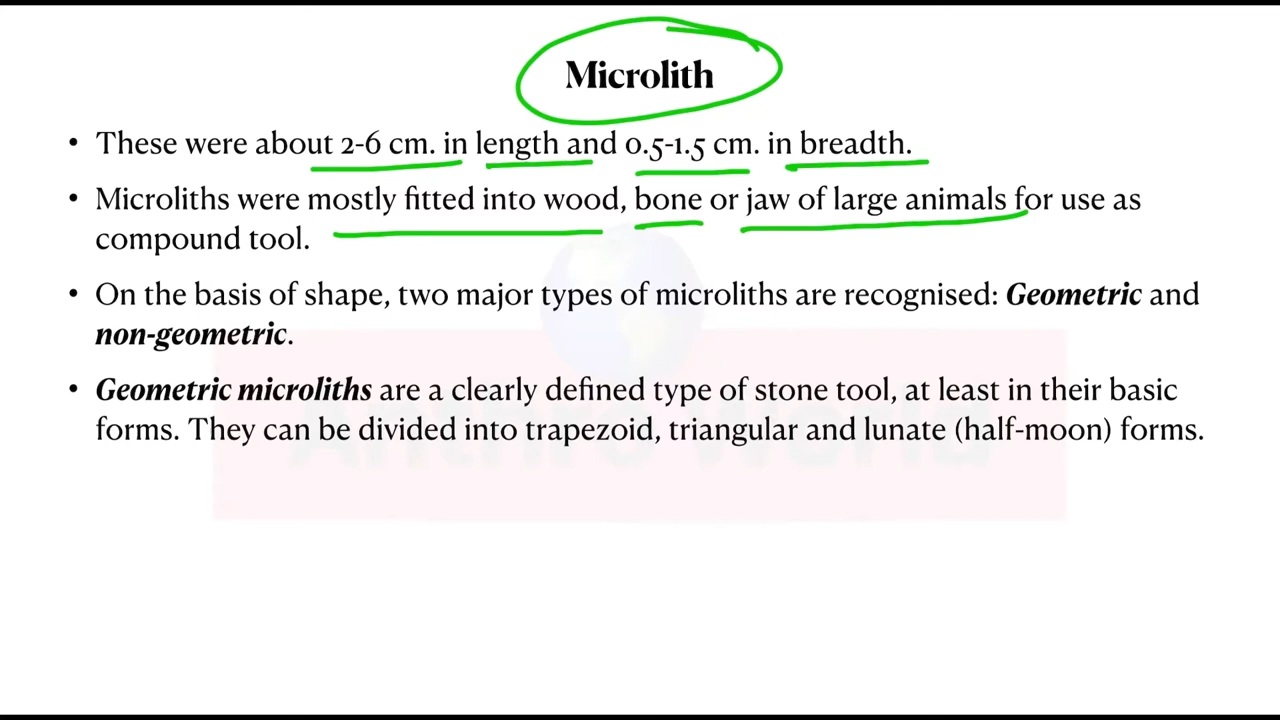 Microlith
• These were about 2-6 cm. in length and 0.5-1.5 cm. in breadth.
• Microliths were mostly fitted into wood, bone or jaw of large animals for use as
compound tool.
• On the basis of shape, two major types of microliths are recognised: Geometric and
non-geometric.
• Geometric microliths are a clearly defined type of stone tool, at least in their basic
forms. They can be divided into trapezoid, triangular and lunate (half-moon) forms.
Anthro World